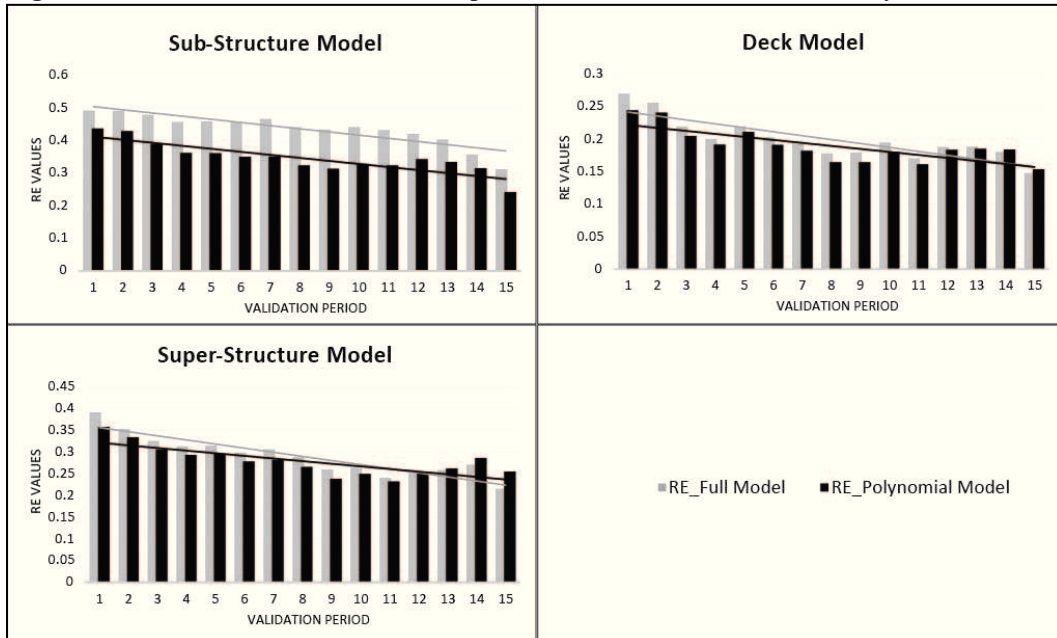 Sub-Structure Model
0.6
0.5
0.4
0.3
0.2
0.1
0
RE VALUES
1 2 3 4 5 6 7 8 9 10 11 12 13 14 15
VALIDATION PERIOD
Deck Model
0.3
0.25
0.2
0.15
0.1
0.05
0
RE VALUES
1 2 3 4 5 6 7 8 9 10 11 12 13 14 15
VALIDATION PERIOD
Super-Structure Model
0.45
0.4
0.35
0.3
0.25
0.2
0.15
0.1
0.05
0
RE VALUES
1 2 3 4 5 6 7 8 9 10 11 12 13 14 15
VALIDATION PERIOD
RE_Full Model RE_Polynomial Model